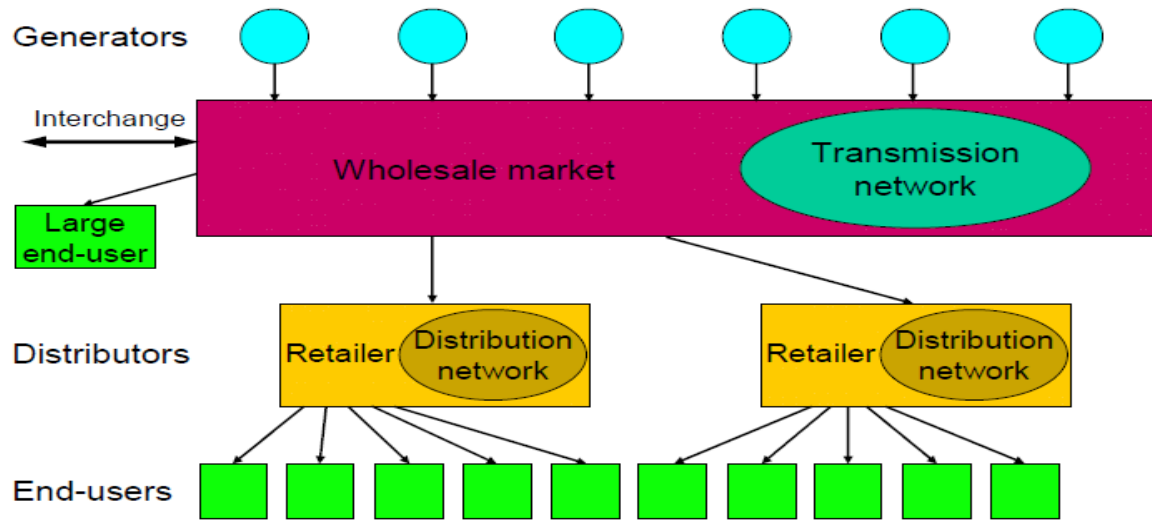 Generators
Interchange
Wholesale market
Transmission
network
Large
end-user
Distributors
Retailer
Distribution
network
Retailer
Distribution
network
End-users